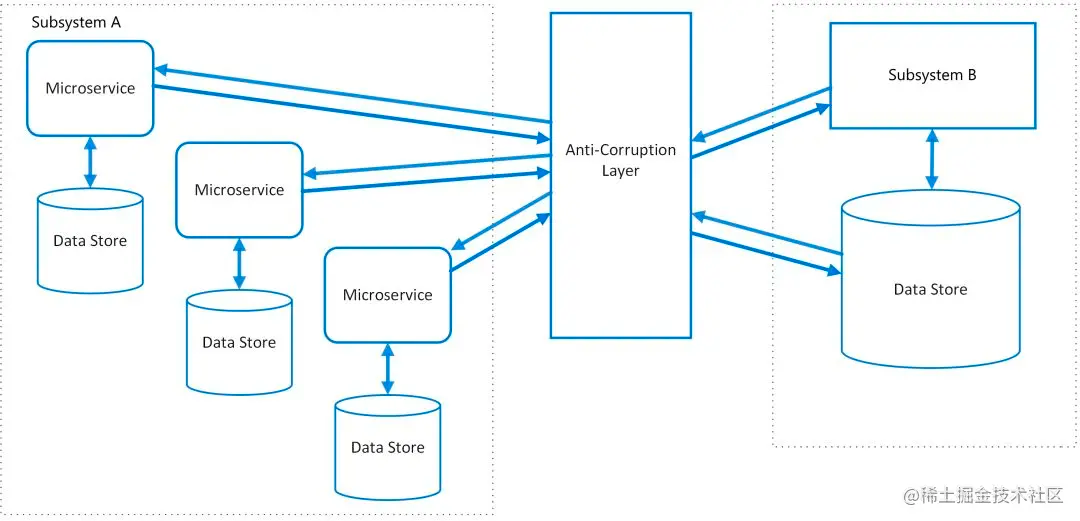 Subsystem A
Microservice
Data Store
Microservice
Data Store
Microservice
Data Store
Anti-Corruption
Layer
Subsystem B
Data Store
@稀土掘金技术社区